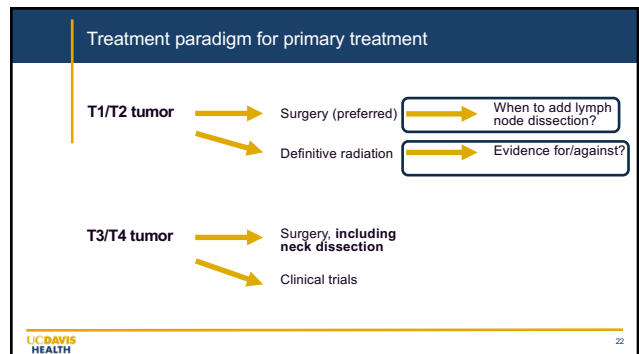 Treatment paradigm for primary treatment
T1/T2 tumor
Surgery (preferred)
When to add lymph
node dissection?
Definitive radiation
Evidence for/against?
T3/T4 tumor
Surgery, including
neck dissection
Clinical trials
UCDAVIS
HEALTH
22